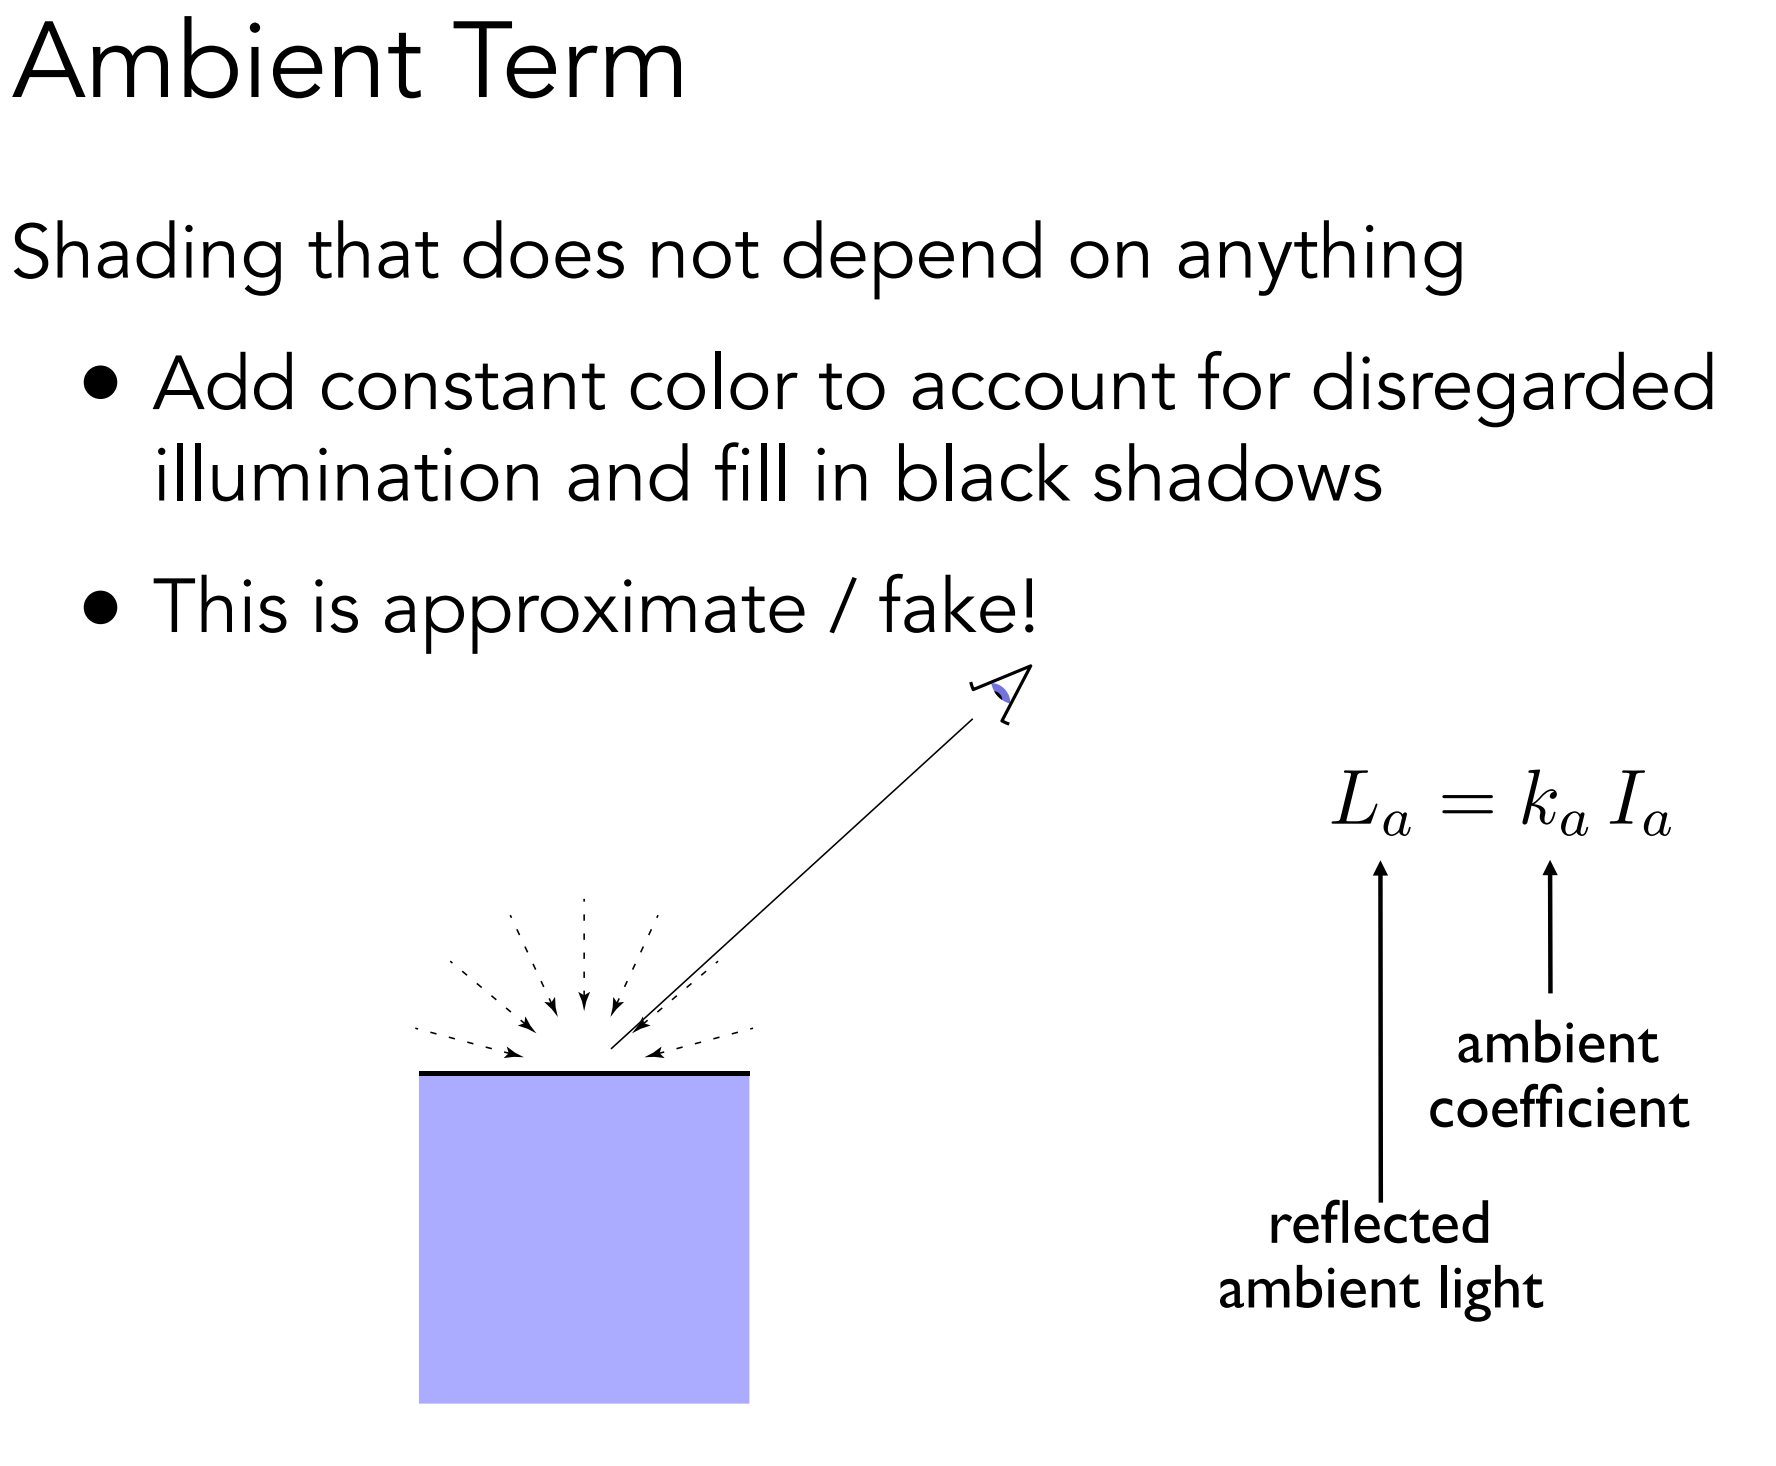 Ambient Term
Shading that does not depend on anything
• Add constant color to account for disregarded
illumination and fill in black shadows
• This is approximate / fake!
L_a = k_a I_a
ambient
coefficient
reflected
ambient light